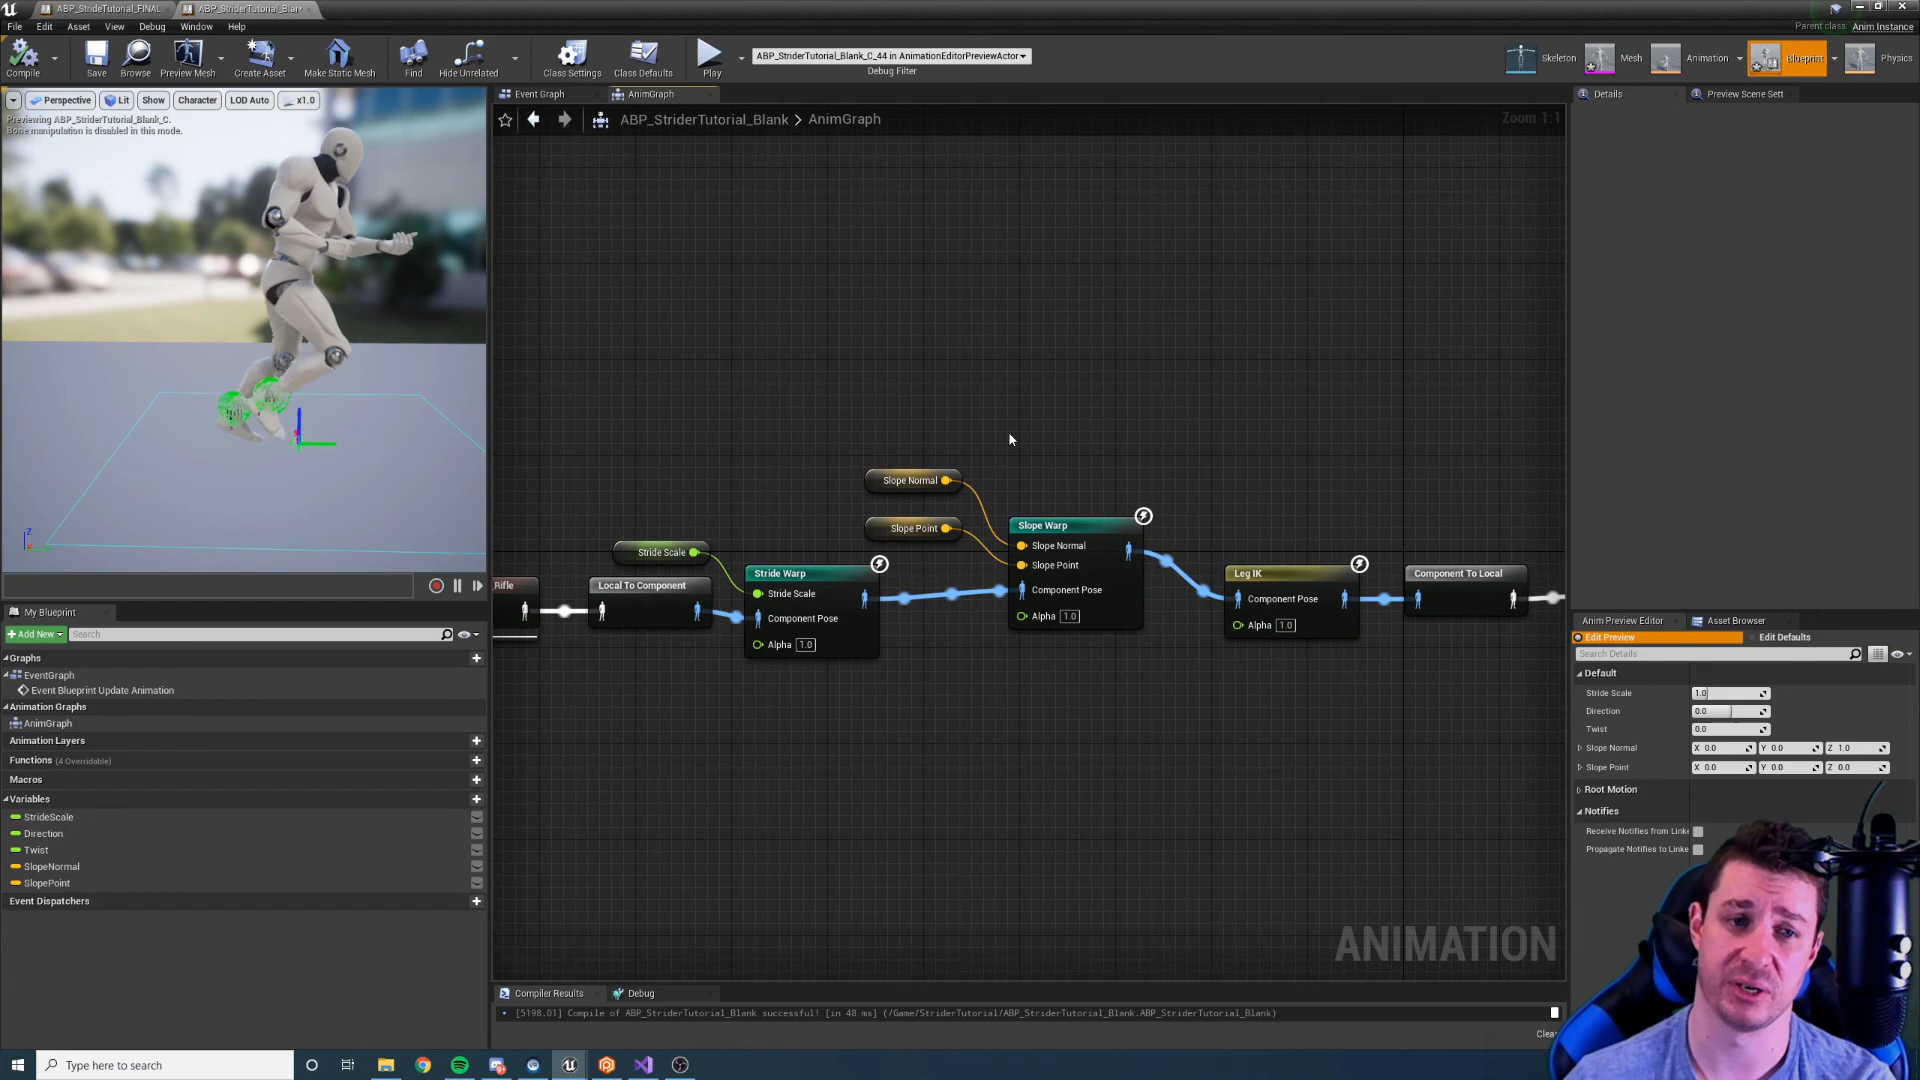 ABP_StrideTutorial_FINAL
ABP_StriderTutorial_Blan*
File Edit Asset View Debug Window Help
Parent class: Anim Instance
Compile
Save
Browse
Preview Mesh
Create Asset
Make Static Mesh
Find
Hide Unrelated
Class Settings
Class Defaults
Play
ABP_StriderTutorial_Blank_C_44 in AnimationEditorPreviewActor
Debug Filter
Skeleton
Mesh
Animation
Blueprint
Physics
Perspective Lit Show Character LOD Auto x1.0
Previewing ABP_StriderTutorial_Blank_C.
Bone manipulation is disabled in this mode.
Z
Event Graph
AnimGraph
ABP_StriderTutorial_Blank > AnimGraph
Zoom 1:1
Slope Normal
Slope Point
Stride Scale
Rifle
Local To Component
Stride Warp
Stride Scale
Component Pose
Alpha 1.0
Slope Warp
Slope Normal
Slope Point
Component Pose
Alpha 1.0
Leg IK
Component Pose
Alpha 1.0
Component To Local
ANIMATION
My Blueprint
Add New
Search
Graphs
EventGraph
Event Blueprint Update Animation
Animation Graphs
AnimGraph
Animation Layers
Functions (4 Overridable)
Macros
Variables
StrideScale
Direction
Twist
SlopeNormal
SlopePoint
Event Dispatchers
Compiler Results
Debug
[5198.01] Compile of ABP_StriderTutorial_Blank successful! [in 48 ms] (/Game/StriderTutorial/ABP_StriderTutorial_Blank.ABP_StriderTutorial_Blank)
Clea
Details
Preview Scene Sett
Anim Preview Editor
Asset Browser
Edit Preview
Edit Defaults
Search Details
Default
Stride Scale 1.0
Direction 0.0
Twist 0.0
Slope Normal X 0.0 Y 0.0 Z 1.0
Slope Point X 0.0 Y 0.0 Z 0.0
Root Motion
Notifies
Receive Notifies from Linke
Propagate Notifies to Linke
Type here to search